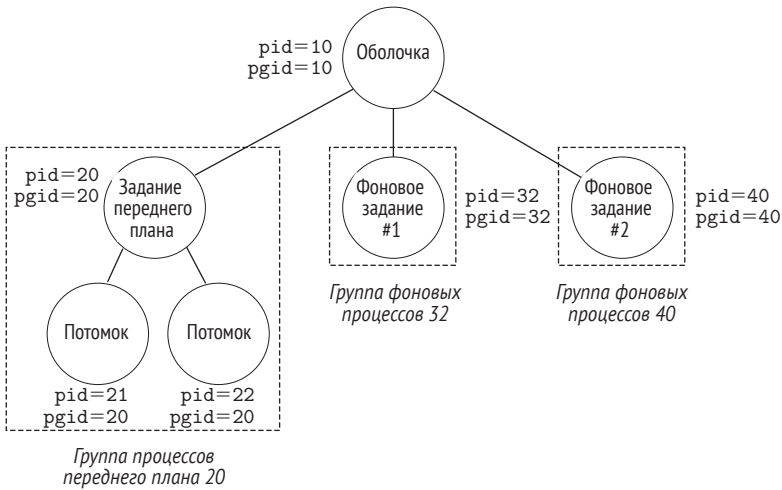 pid=10
pgid=10
Оболочка
pid=20
pgid=20
Задание
переднего
плана
Фоновое
задание
#1
pid=32
pgid=32
Фоновое
задание
#2
pid=40
pgid=40
Группа фоновых
процессов 32
Группа фоновых
процессов 40
Потомок
Потомок
pid=21
pgid=20
pid=22
pgid=20
Группа процессов
переднего плана 20